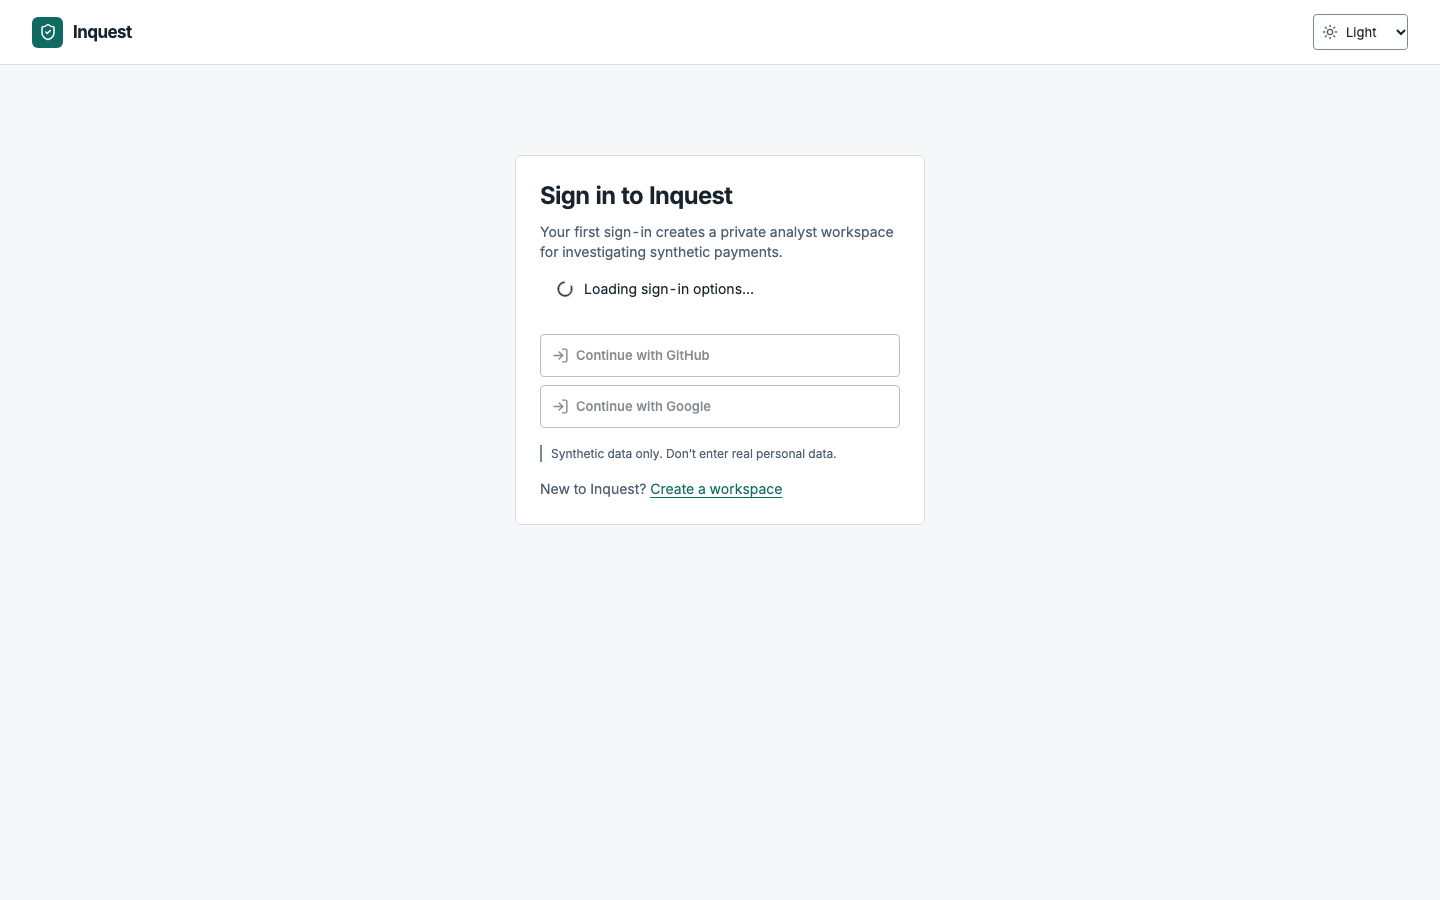 Inquest
Light
Sign in to Inquest
Your first sign-in creates a private analyst workspace
for investigating synthetic payments.
Loading sign-in options...
Continue with GitHub
Continue with Google
Synthetic data only. Don’t enter real personal data.
New to Inquest? Create a workspace